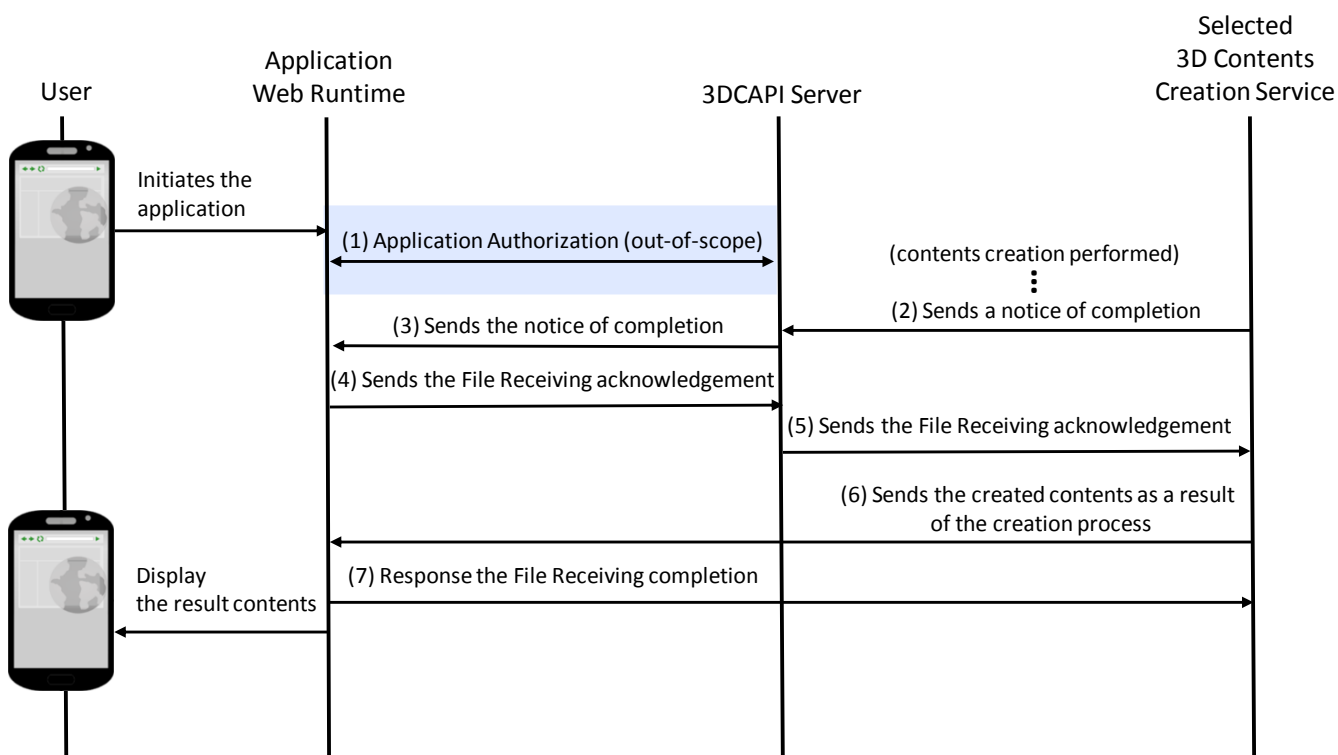 User
Application
Web Runtime
3DCAPI Server
Selected
3D Contents
Creation Service
Initiates the
application
(1) Application Authorization (out-of-scope)
(contents creation performed)
(2) Sends a notice of completion
(3) Sends the notice of completion
(4) Sends the File Receiving acknowledgement
(5) Sends the File Receiving acknowledgement
(6) Sends the created contents as a result
of the creation process
(7) Response the File Receiving completion
Display
the result contents